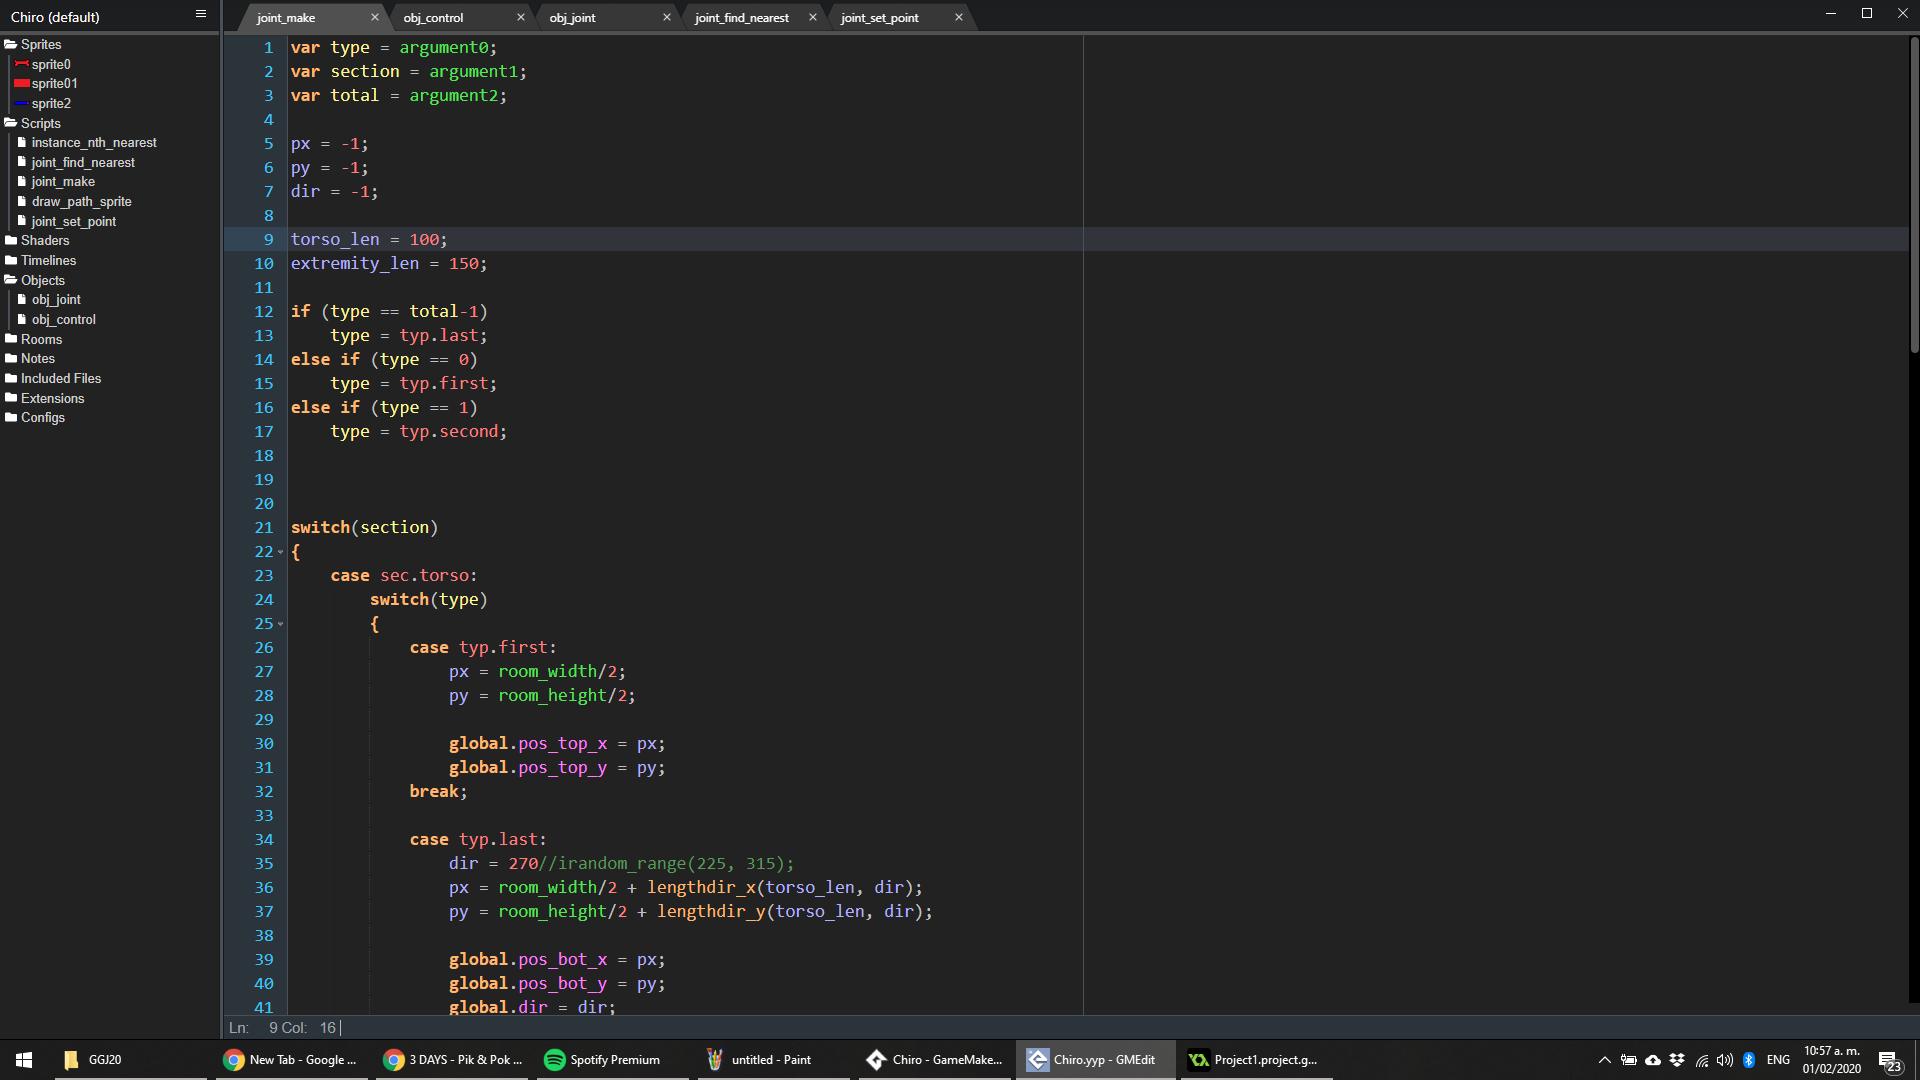 Chiro (default)
joint_make
obj_control
obj_joint
joint_find_nearest
joint_set_point
Sprites
sprite0
sprite01
sprite2
Scripts
instance_nth_nearest
joint_find_nearest
joint_make
draw_path_sprite
joint_set_point
Shaders
Timelines
Objects
obj_joint
obj_control
Rooms
Notes
Included Files
Extensions
Configs
1 var type = argument0;
2 var section = argument1;
3 var total = argument2;
4
5 px = -1;
6 py = -1;
7 dir = -1;
8
9 torso_len = 100;
10 extremity_len = 150;
11
12 if (type == total-1)
13 type = typ.last;
14 else if (type == 0)
15 type = typ.first;
16 else if (type == 1)
17 type = typ.second;
18
19
20
21 switch(section)
22 {
23 case sec.torso:
24 switch(type)
25 {
26 case typ.first:
27 px = room_width/2;
28 py = room_height/2;
29
30 global.pos_top_x = px;
31 global.pos_top_y = py;
32 break;
33
34 case typ.last:
35 dir = 270//irandom_range(225, 315);
36 px = room_width/2 + lengthdir_x(torso_len, dir);
37 py = room_height/2 + lengthdir_y(torso_len, dir);
38
39 global.pos_bot_x = px;
40 global.pos_bot_y = py;
41 global.dir = dir;
Ln: 9 Col: 16
GGJ20
New Tab - Google ...
3 DAYS - Pik & Pok ...
Spotify Premium
untitled - Paint
Chiro - GameMake...
Chiro.yyp - GMEdit
Project1.project.g...
ENG
10:57 a. m.
01/02/2020
23